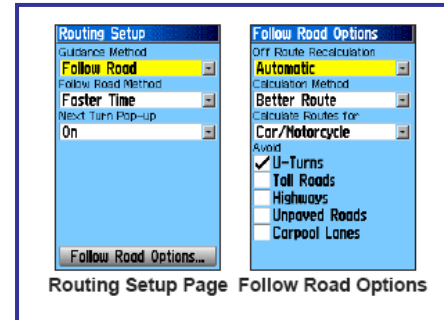 Routing Setup
Guidance Method
Follow Road
Follow Road Method
Faster Time
Next Turn Pop-up
On
Follow Road Options...
Routing Setup Page
Follow Road Options
Off Route Recalculation
Automatic
Calculation Method
Better Route
Calculate Routes for
Car/Motorcycle
Avoid
U-Turns
Toll Roads
Highways
Unpaved Roads
Carpool Lanes
Follow Road Options